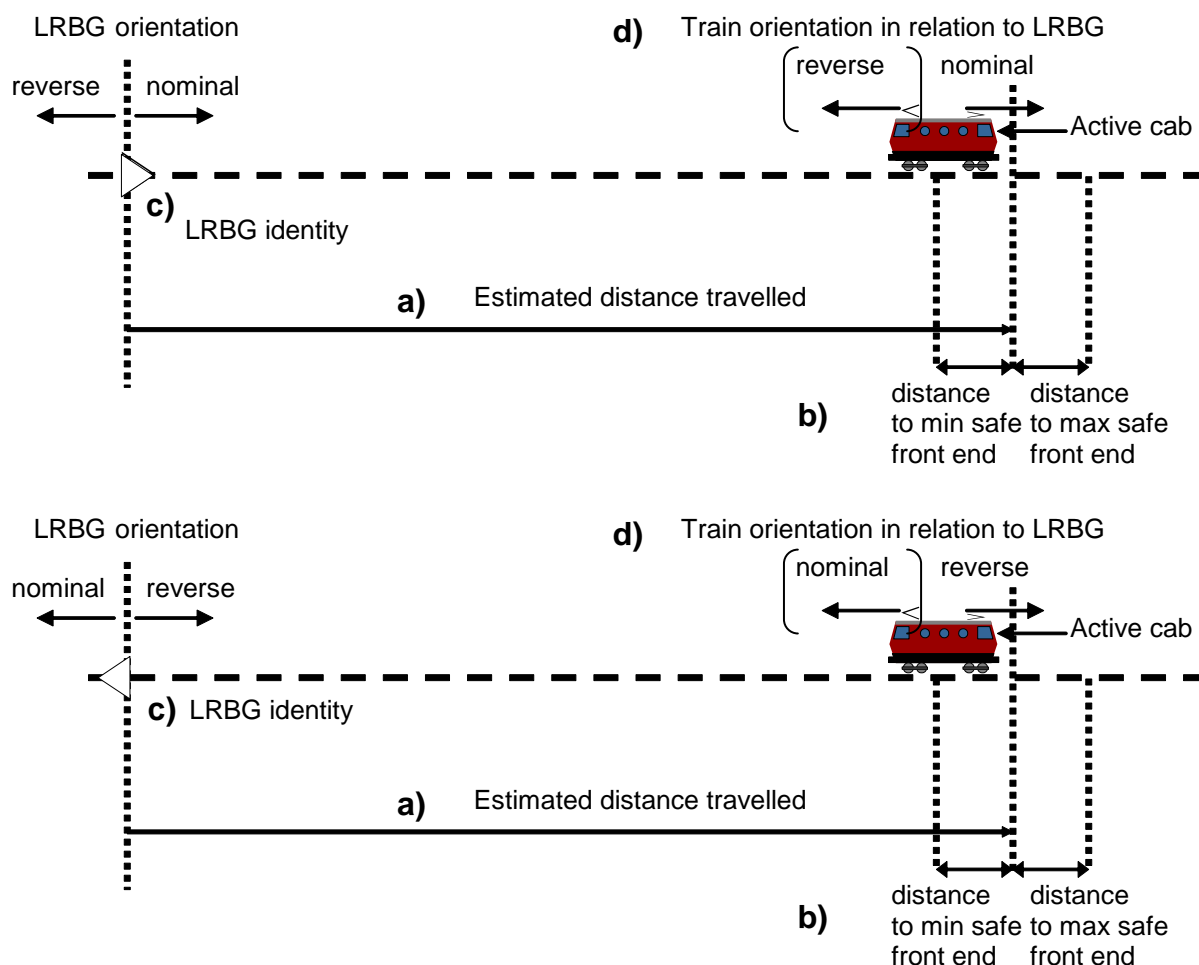 LRBG orientation
d) Train orientation in relation to LRBG
reverse nominal
reverse nominal
Active cab
c)
LRBG identity
a) Estimated distance travelled
b)
distance
to min safe
front end
distance
to max safe
front end
LRBG orientation
d) Train orientation in relation to LRBG
nominal reverse
nominal reverse
Active cab
c) LRBG identity
a) Estimated distance travelled
b)
distance
to min safe
front end
distance
to max safe
front end